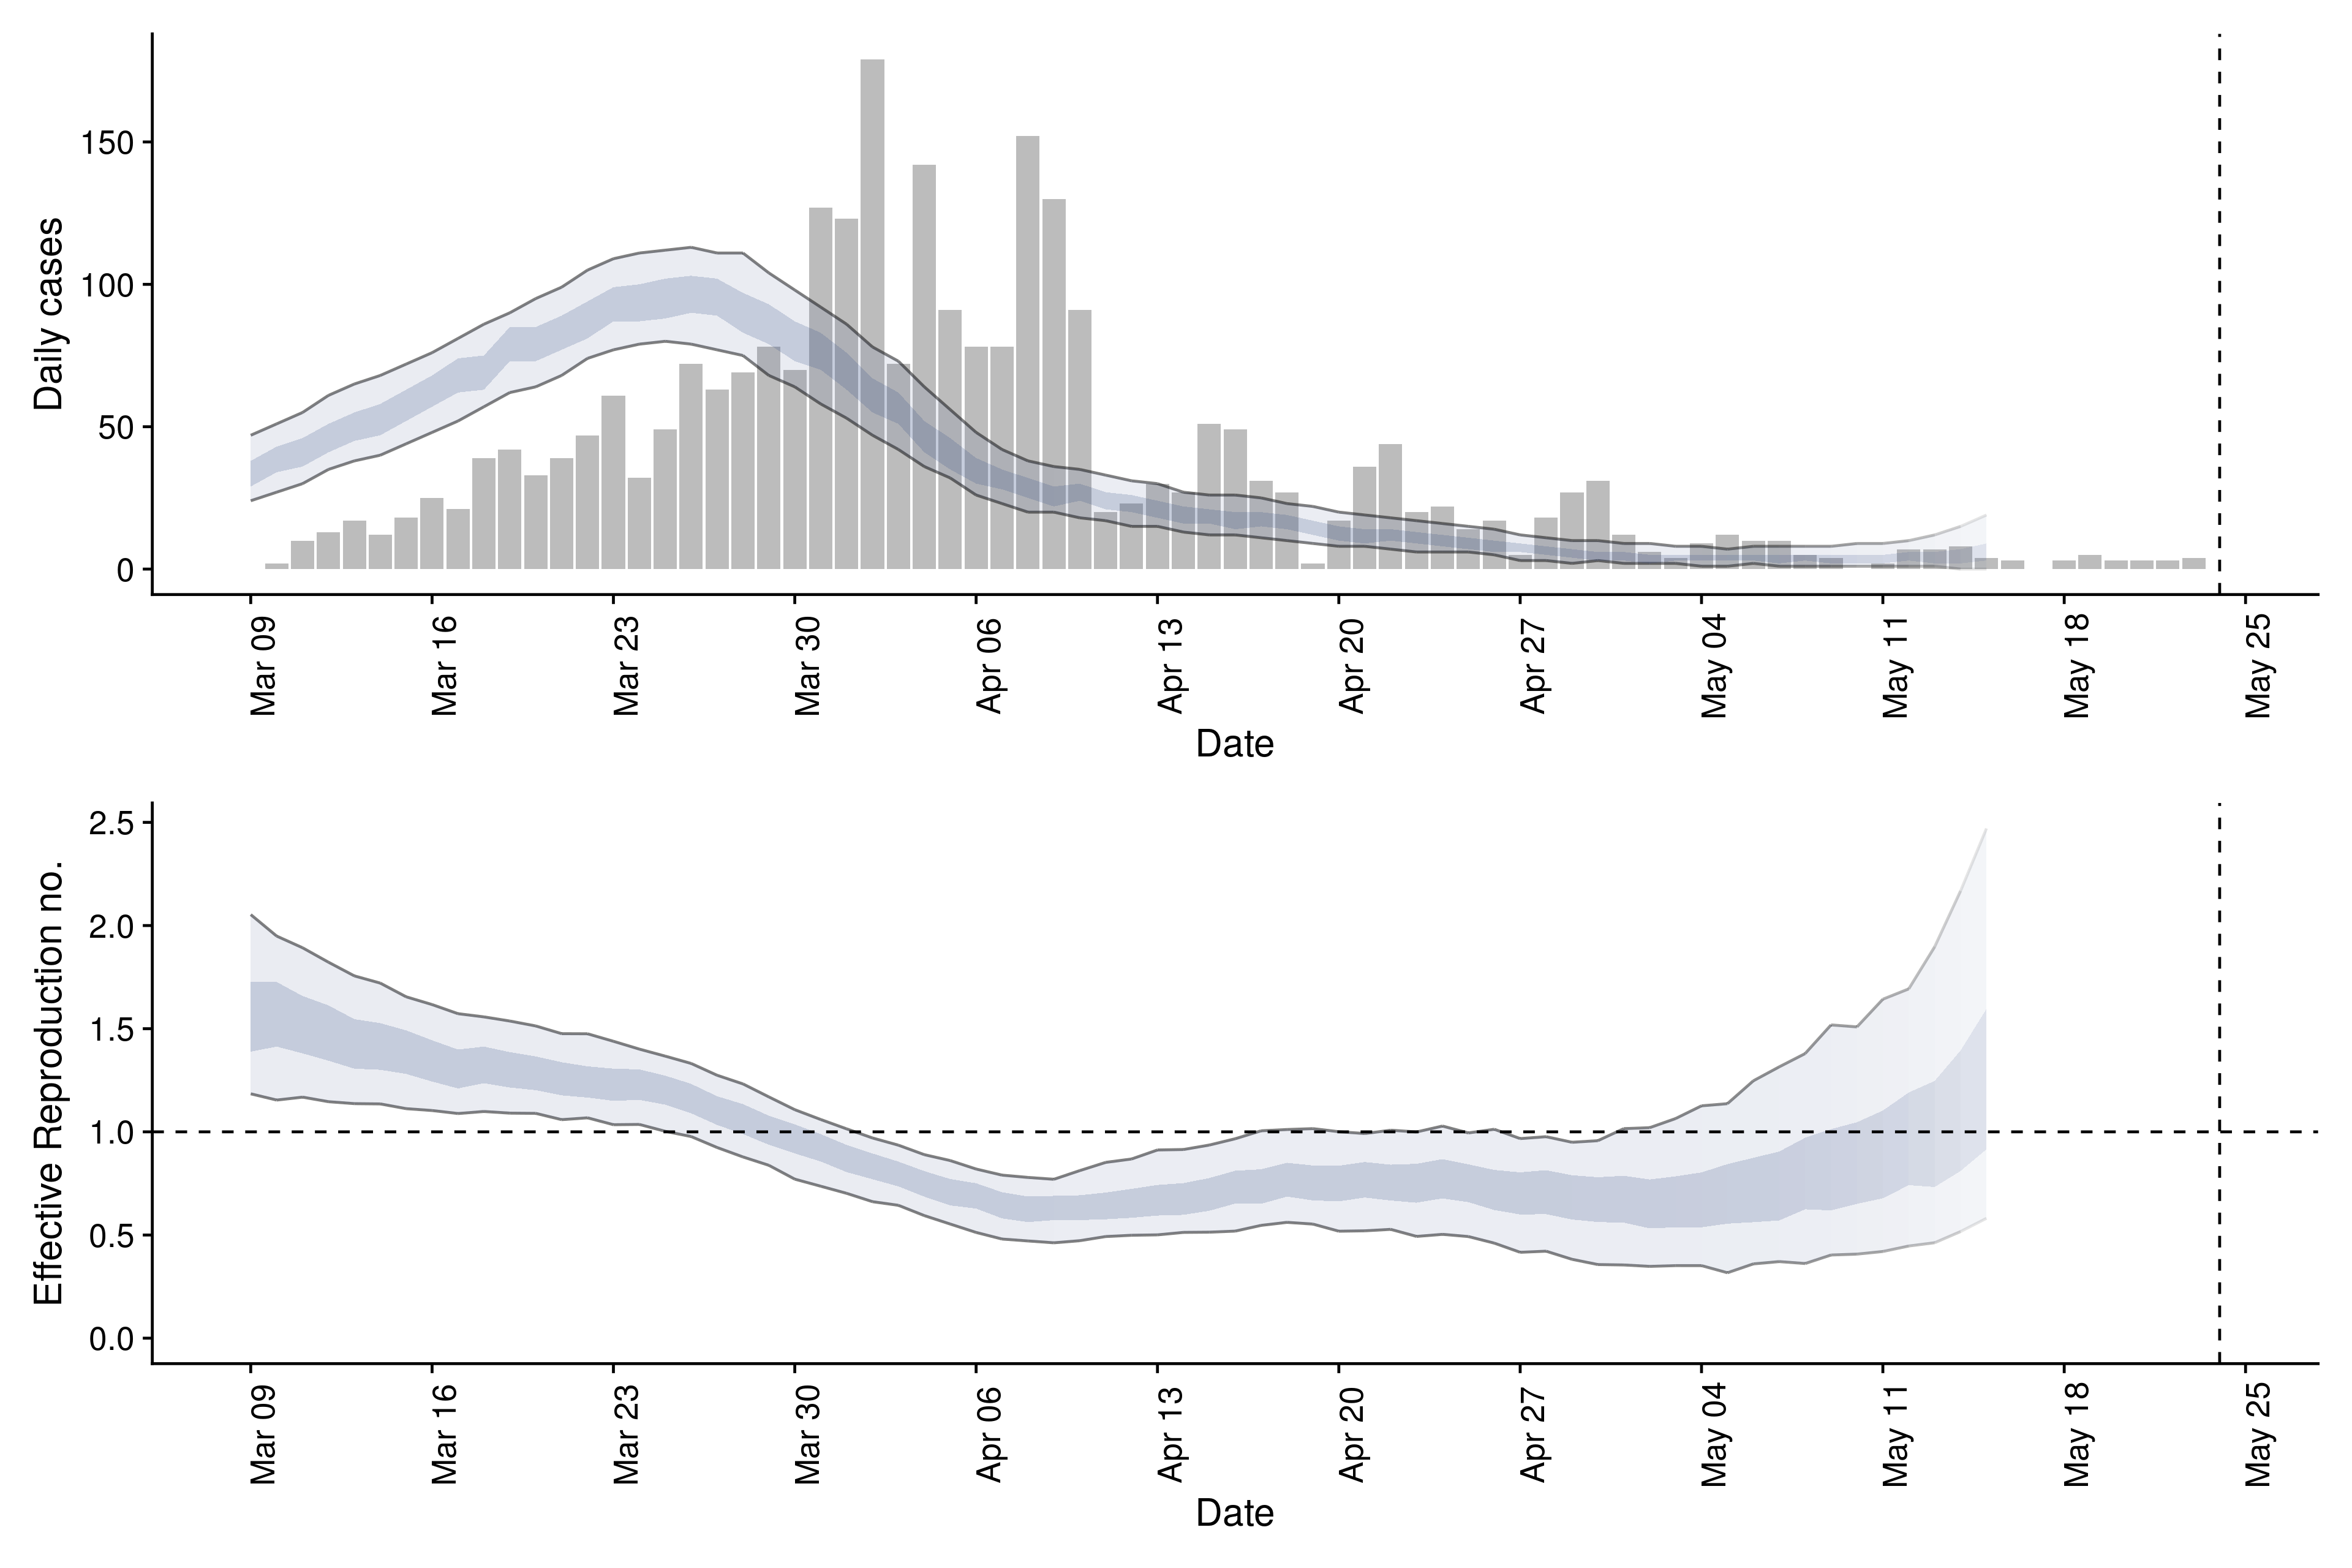 Daily cases
150
100
50
0
Mar 09
Mar 16
Mar 23
Mar 30
Apr 06
Apr 13
Apr 20
Apr 27
May 04
May 11
May 18
May 25
Date
Effective Reproduction no.
2.5
2.0
1.5
1.0
0.5
0.0
Mar 09
Mar 16
Mar 23
Mar 30
Apr 06
Apr 13
Apr 20
Apr 27
May 04
May 11
May 18
May 25
Date